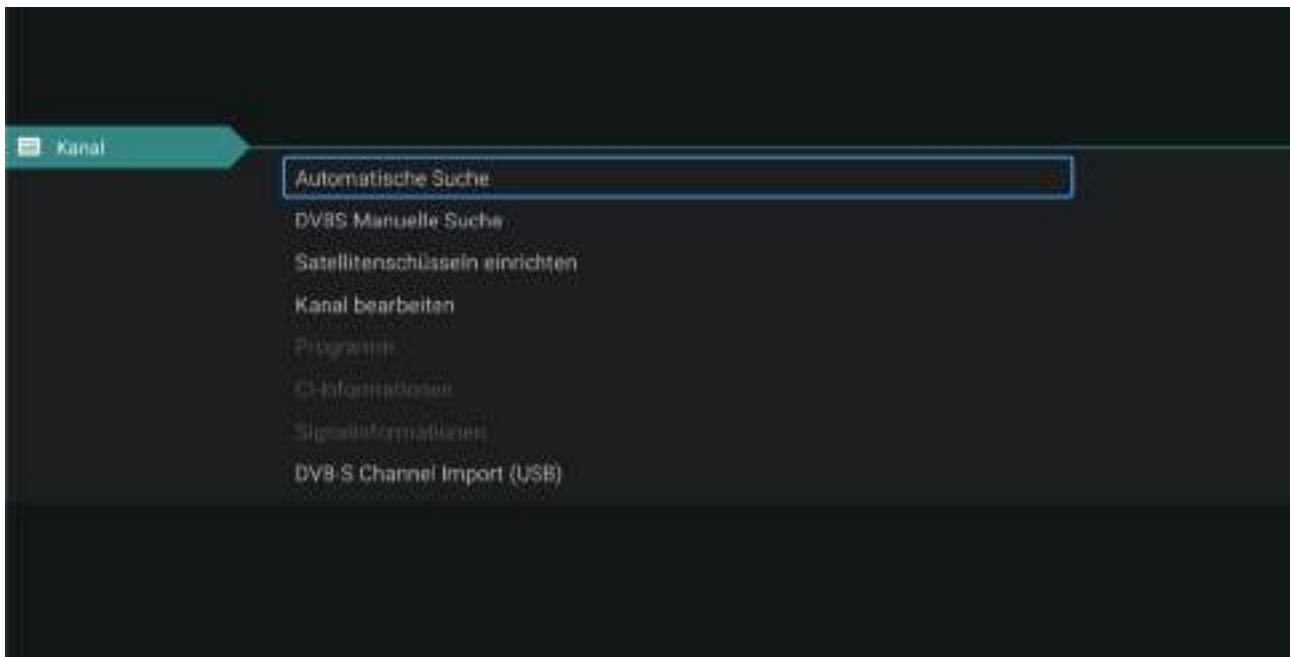 Kanal
Automatische Suche
DVBS Manuelle Suche
Satellitenschüsseln einrichten
Kanal bearbeiten
Programm
CI-Informationen
Signalinformationen
DVB-S Channel Import (USB)